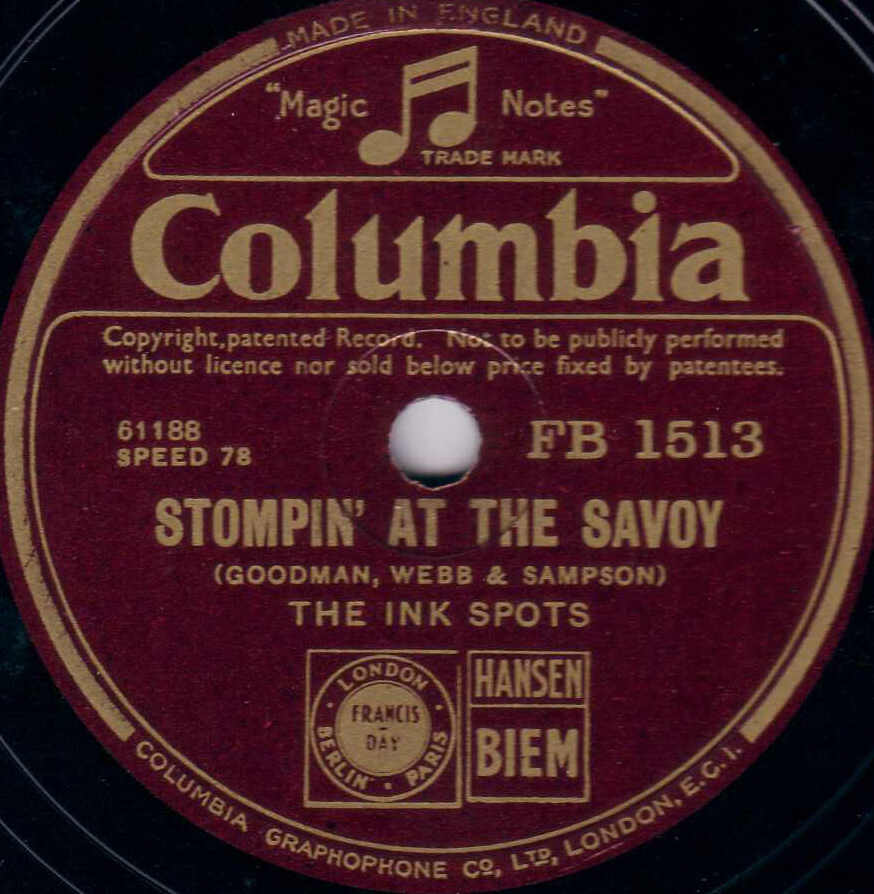 MADE IN ENGLAND
"Magic Notes"
TRADE MARK
Columbia
Copyright, patented Record. Not to be publicly performed
without licence nor sold below price fixed by patentees.
61188
SPEED 78
FB 1513
STOMPIN' AT THE SAVOY
(GOODMAN, WEBB & SAMPSON)
THE INK SPOTS
LONDON
FRANCIS
DAY
BERLIN · PARIS
HANSEN
BIEM
COLUMBIA GRAPHOPHONE CO, LTD, LONDON, E.C.1.